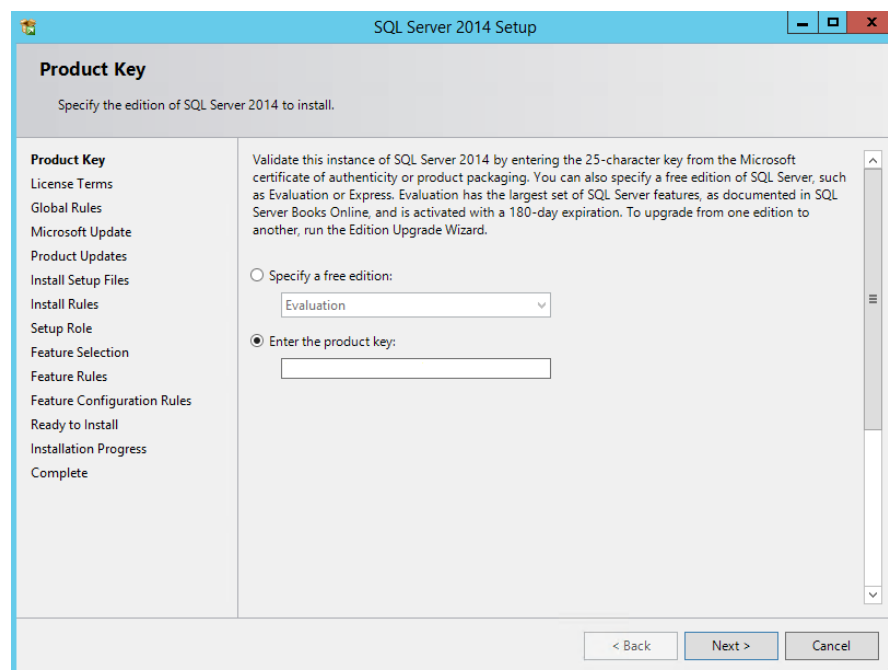 SQL Server 2014 Setup
Product Key
Specify the edition of SQL Server 2014 to install.
Product Key
License Terms
Global Rules
Microsoft Update
Product Updates
Install Setup Files
Install Rules
Setup Role
Feature Selection
Feature Rules
Feature Configuration Rules
Ready to Install
Installation Progress
Complete
Validate this instance of SQL Server 2014 by entering the 25-character key from the Microsoft
certificate of authenticity or product packaging. You can also specify a free edition of SQL Server, such
as Evaluation or Express. Evaluation has the largest set of SQL Server features, as documented in SQL
Server Books Online, and is activated with a 180-day expiration. To upgrade from one edition to
another, run the Edition Upgrade Wizard.
Specify a free edition:
Evaluation
Enter the product key:
< Back
Next >
Cancel